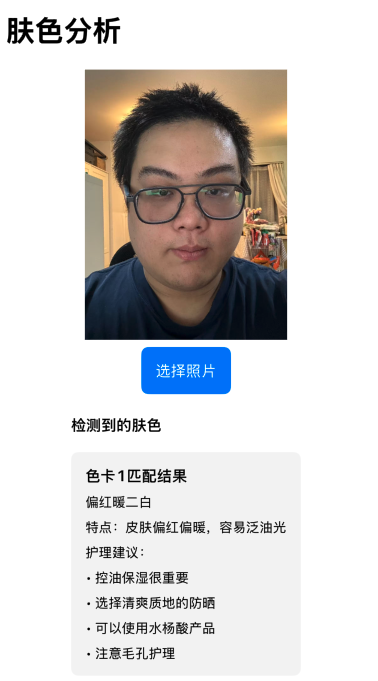 肤色分析
选择照片
检测到的肤色
色卡1匹配结果
偏红暖二白
特点：皮肤偏红偏暖，容易泛油光
护理建议：
• 控油保湿很重要
• 选择清爽质地的防晒
• 可以使用水杨酸产品
• 注意毛孔护理